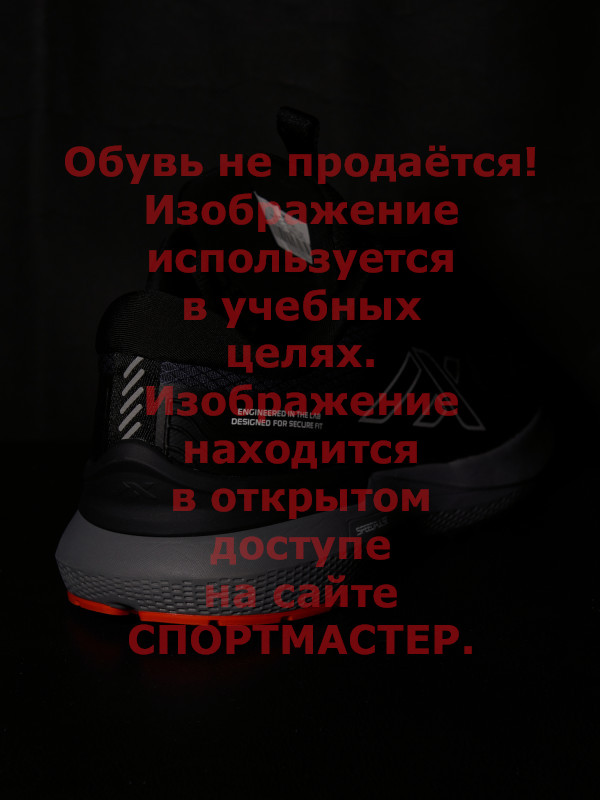 Обувь не продаётся!
Изображение
используется
в учебных
целях.
Изображение
ENGINEERED IN THE LAB
DESIGNED FOR SECURE FIT
находится
в открытом
доступе
на сайте
СПОРТМАСТЕР.